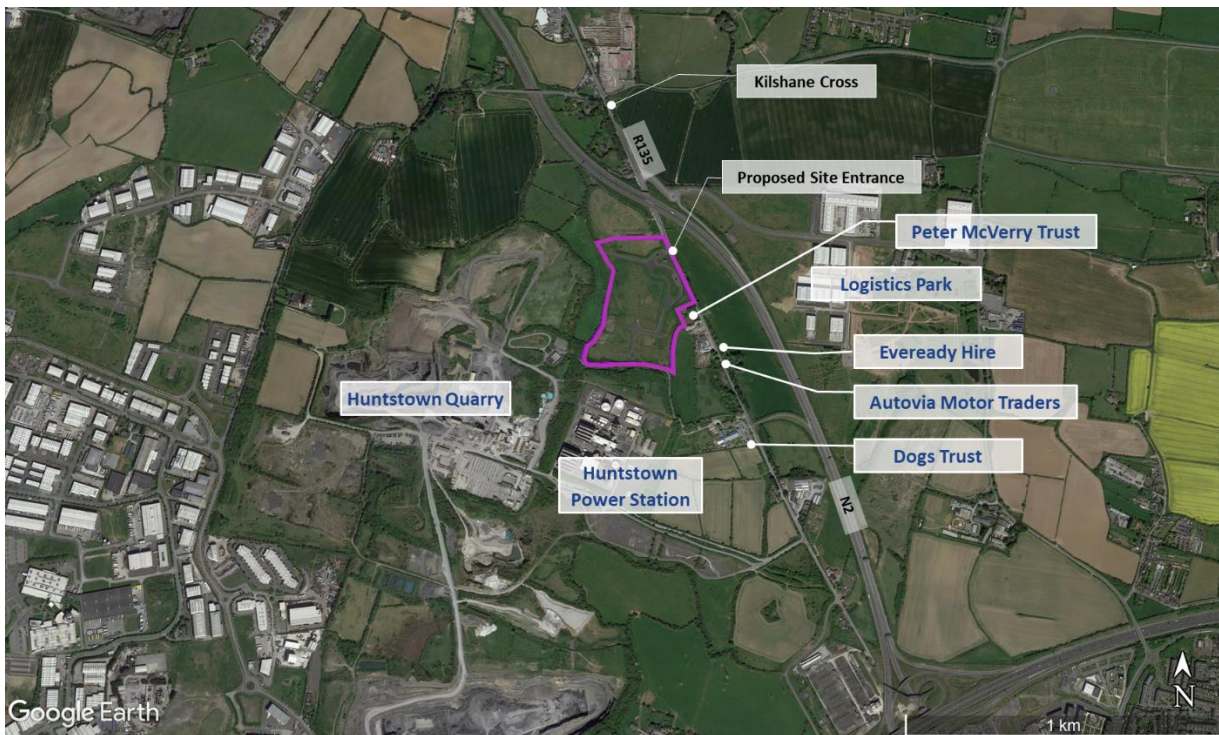 Kilshane Cross
R135
Proposed Site Entrance
Peter McVerry Trust
Logistics Park
Eveready Hire
Huntstown Quarry
Autovia Motor Traders
Dogs Trust
Huntstown
Power Station
N2
N
Google Earth
1 km